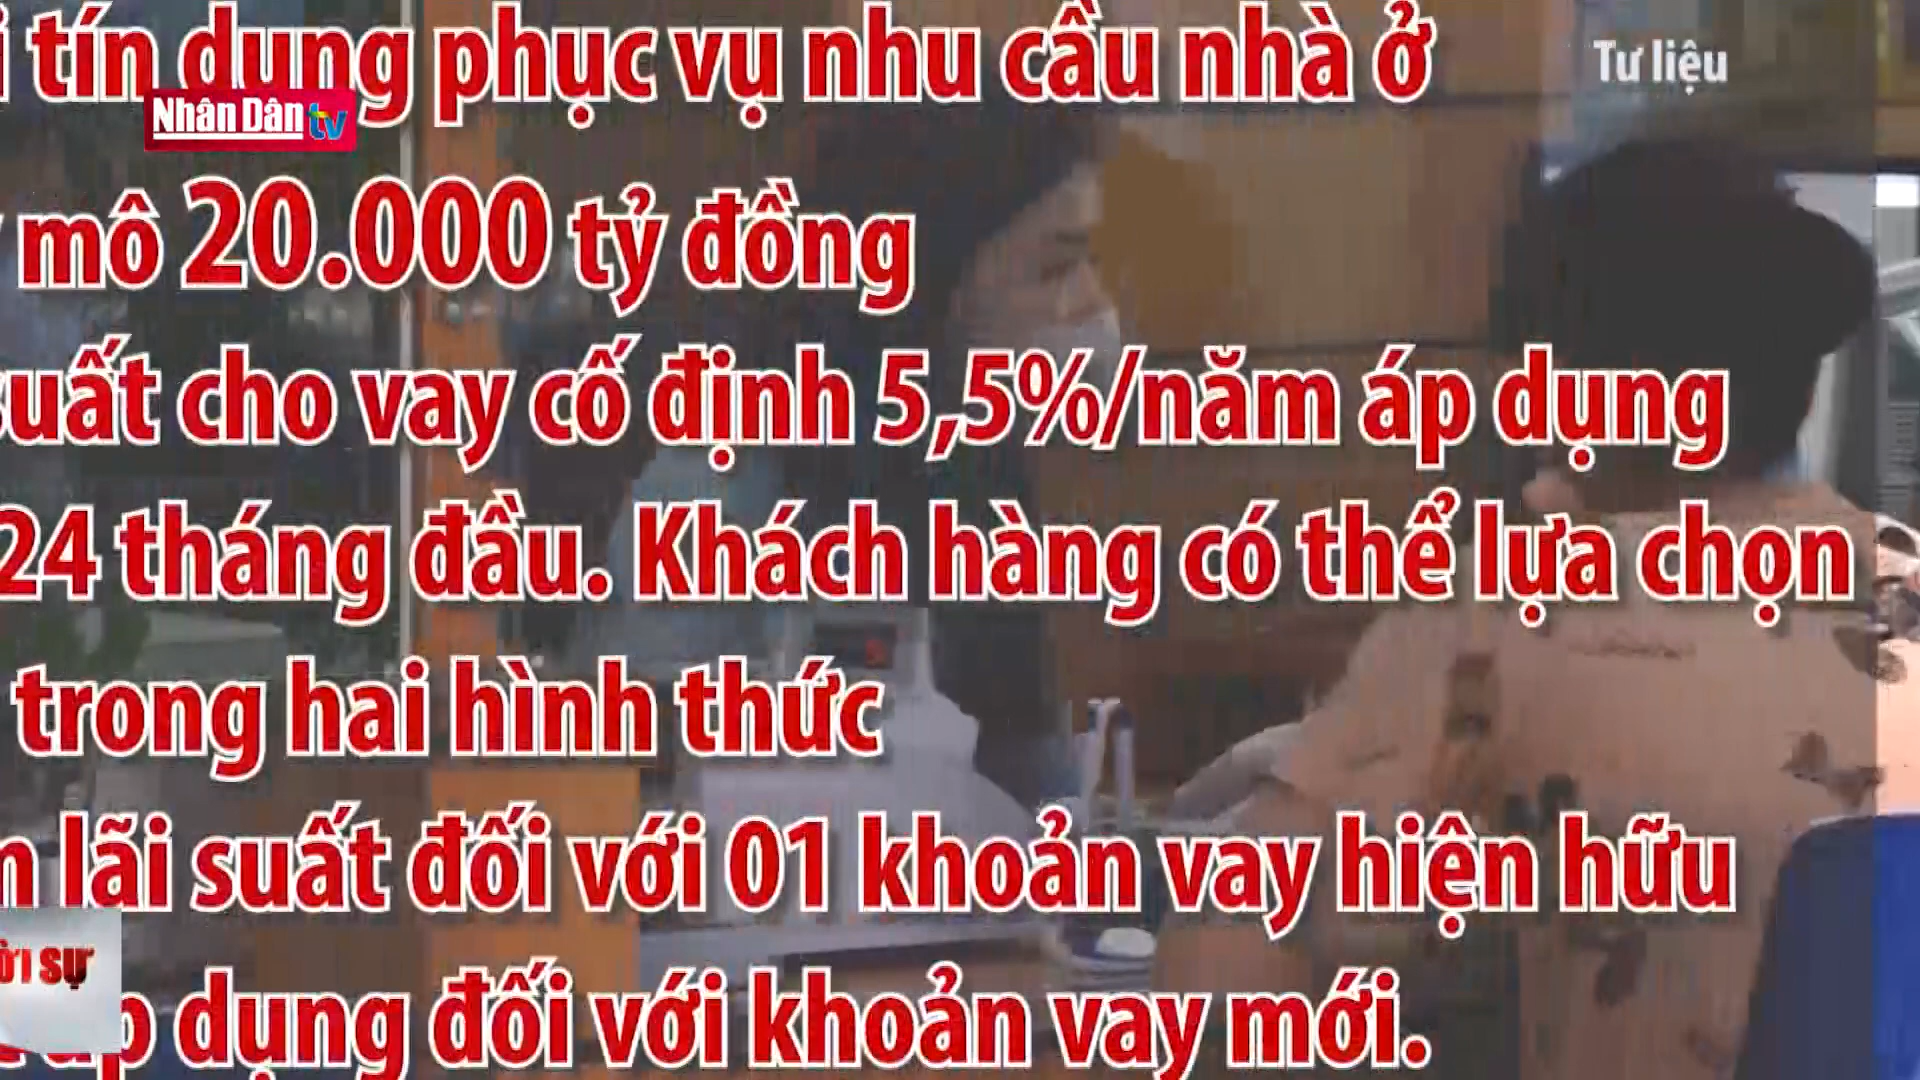 tín dụng phục vụ nhu cầu nhà ở
Tư liệu
Nhân Dân tv
mô 20.000 tỷ đồng
suất cho vay cố định 5,5%/năm áp dụng
24 tháng đầu. Khách hàng có thể lựa chọn
trong hai hình thức
lãi suất đối với 01 khoản vay hiện hữu
SỰ
áp dụng đối với khoản vay mới.